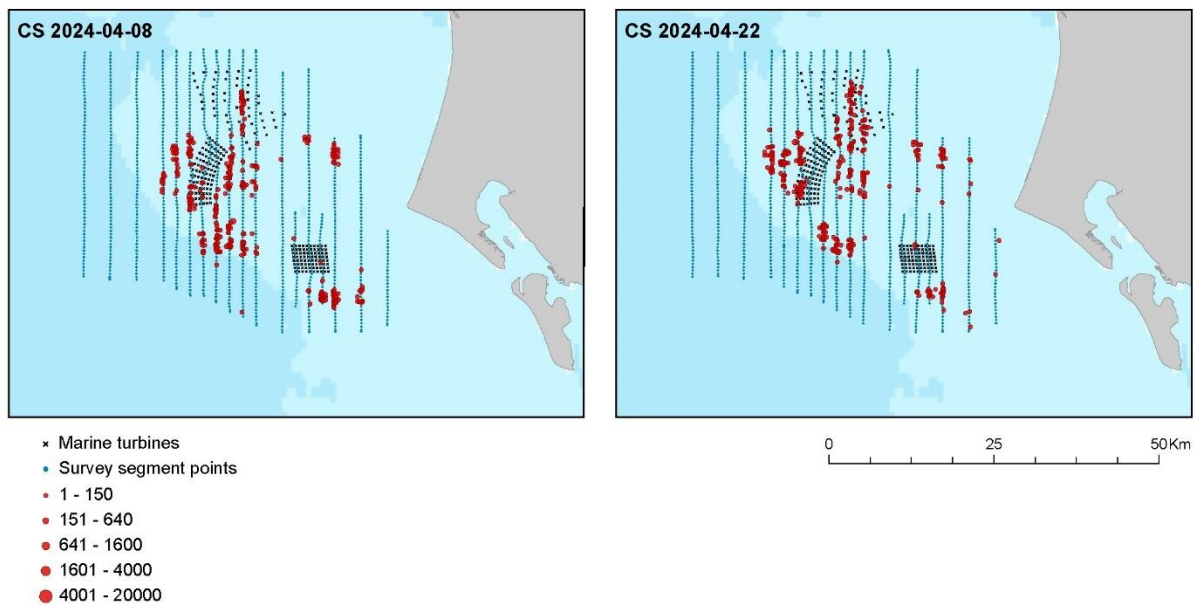 CS 2024-04-08
CS 2024-04-22
Marine turbines
Survey segment points
1 - 150
151 - 640
641 - 1600
1601 - 4000
4001 - 20000
0 25 50Km